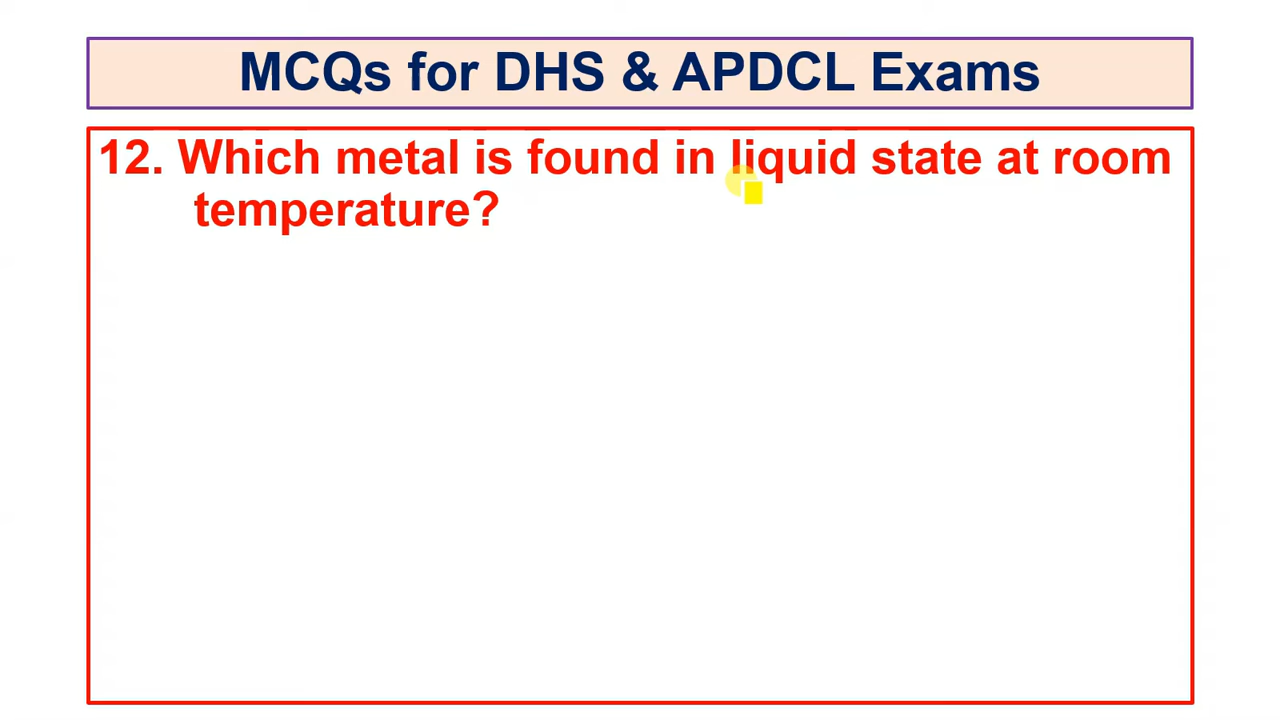 MCQs for DHS & APDCL Exams
12. Which metal is found in liquid state at room
temperature?